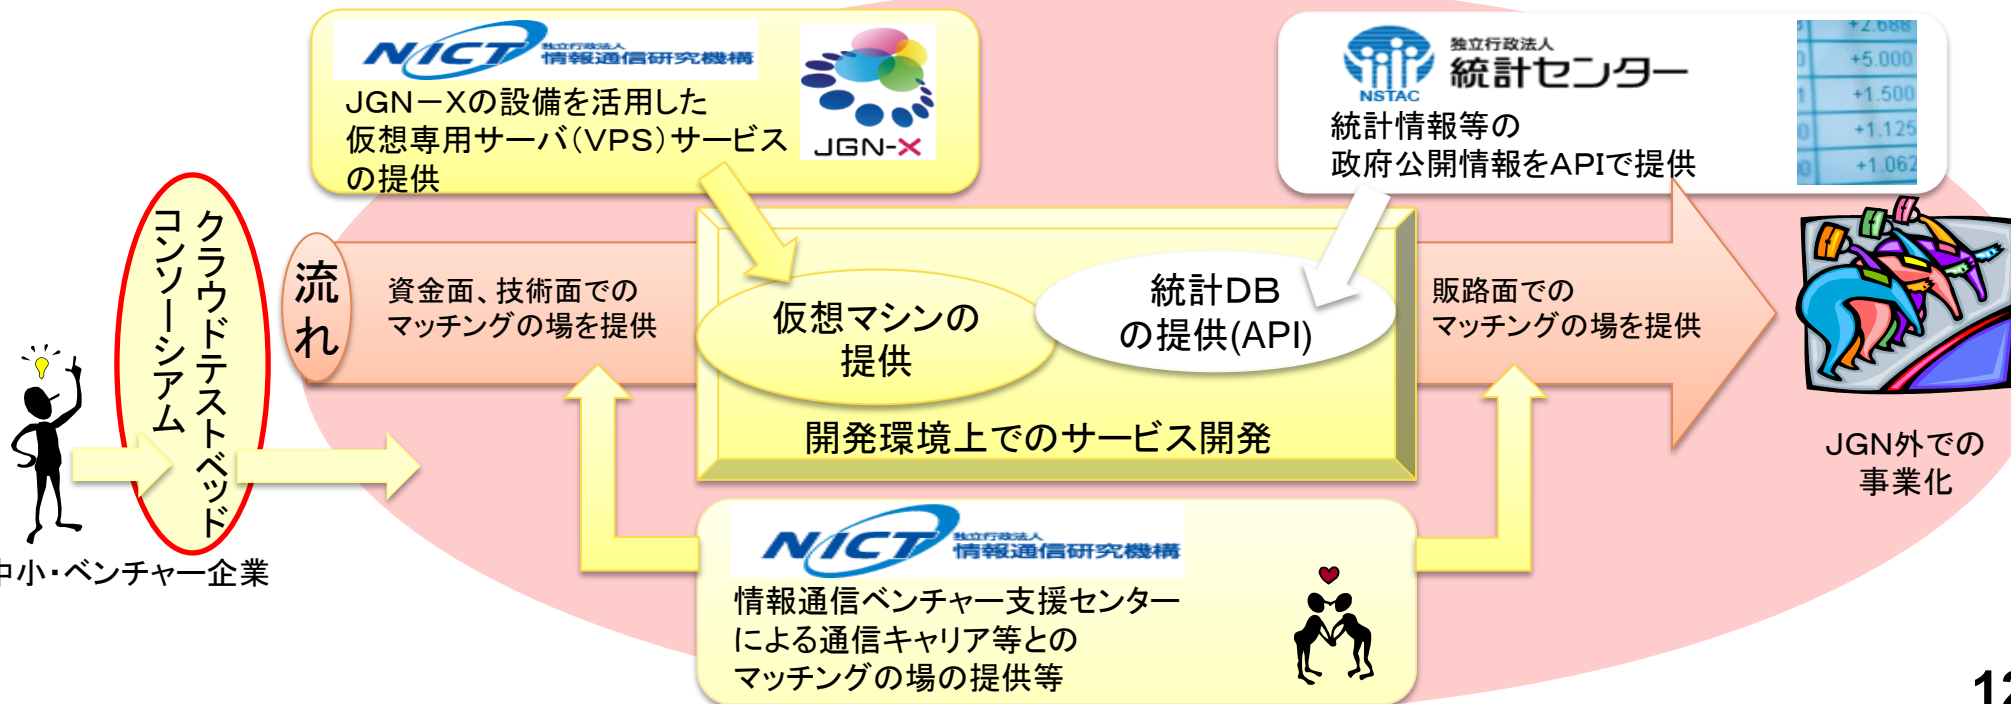 NICT 独立行政法人
情報通信研究機構
JGN-X
JGN－Xの設備を活用した
仮想専用サーバ(VPS)サービス
の提供
NSTAC
独立行政法人
統計センター
統計情報等の
政府公開情報をAPIで提供
+2.688
+5.000
+1.500
+1.125
+1.062
クラウドテストベッド
コンソーシアム
流れ
資金面、技術面での
マッチングの場を提供
仮想マシンの
提供
統計DB
の提供(API)
開発環境上でのサービス開発
販路面での
マッチングの場を提供
JGN外での
事業化
中小・ベンチャー企業
NICT 独立行政法人
情報通信研究機構
情報通信ベンチャー支援センター
による通信キャリア等との
マッチングの場の提供等
12